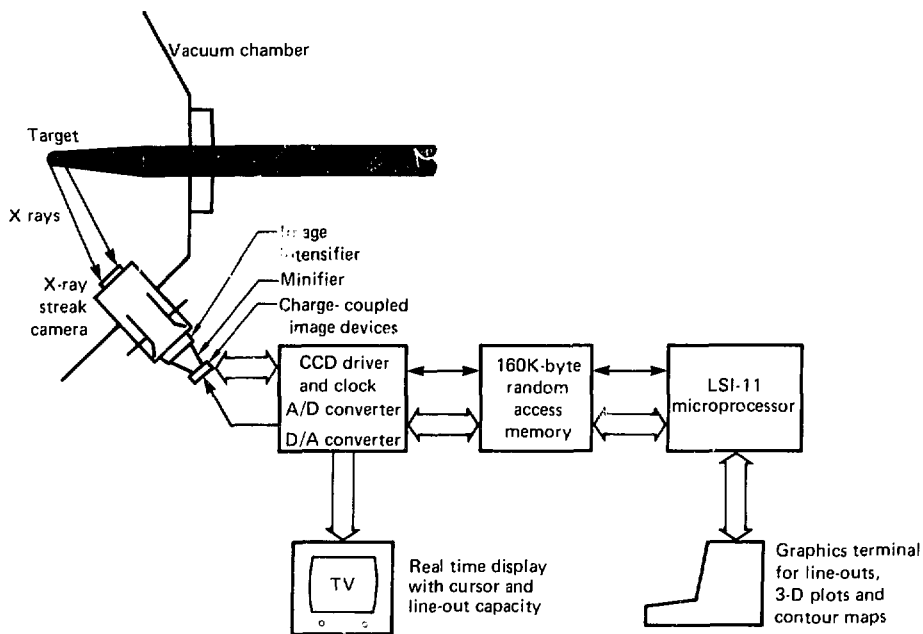 Vacuum chamber
Target
X rays
X-ray
streak
camera
Image
intensifier
Minifier
Charge-coupled
image devices
CCD driver
and clock
A/D converter
D/A converter
160K-byte
random
access
memory
LSI-11
microprocessor
TV
Real time display
with cursor and
line-out capacity
Graphics terminal
for line-outs,
3-D plots and
contour maps